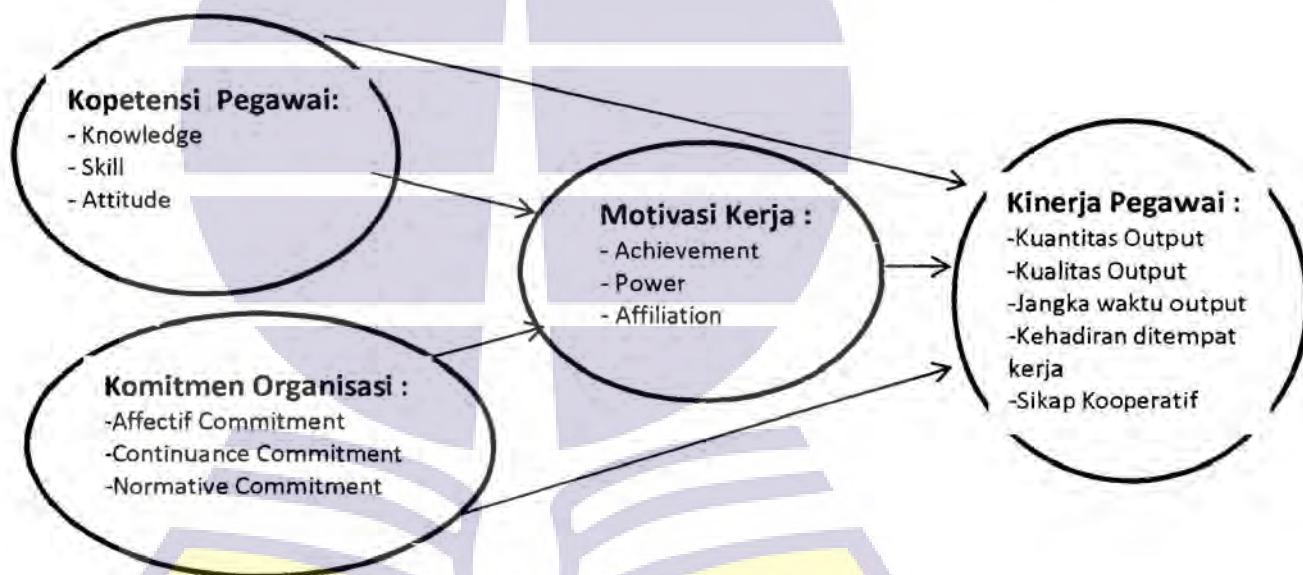 Kopetensi Pegawai:
- Knowledge
- Skill
- Attitude
Komitmen Organisasi :
-Affectif Commitment
-Continuance Commitment
-Normative Commitment
Motivasi Kerja :
- Achievement
- Power
- Affiliation
Kinerja Pegawai :
-Kuantitas Output
-Kualitas Output
-Jangka waktu output
-Kehadiran ditempat
kerja
-Sikap Kooperatif